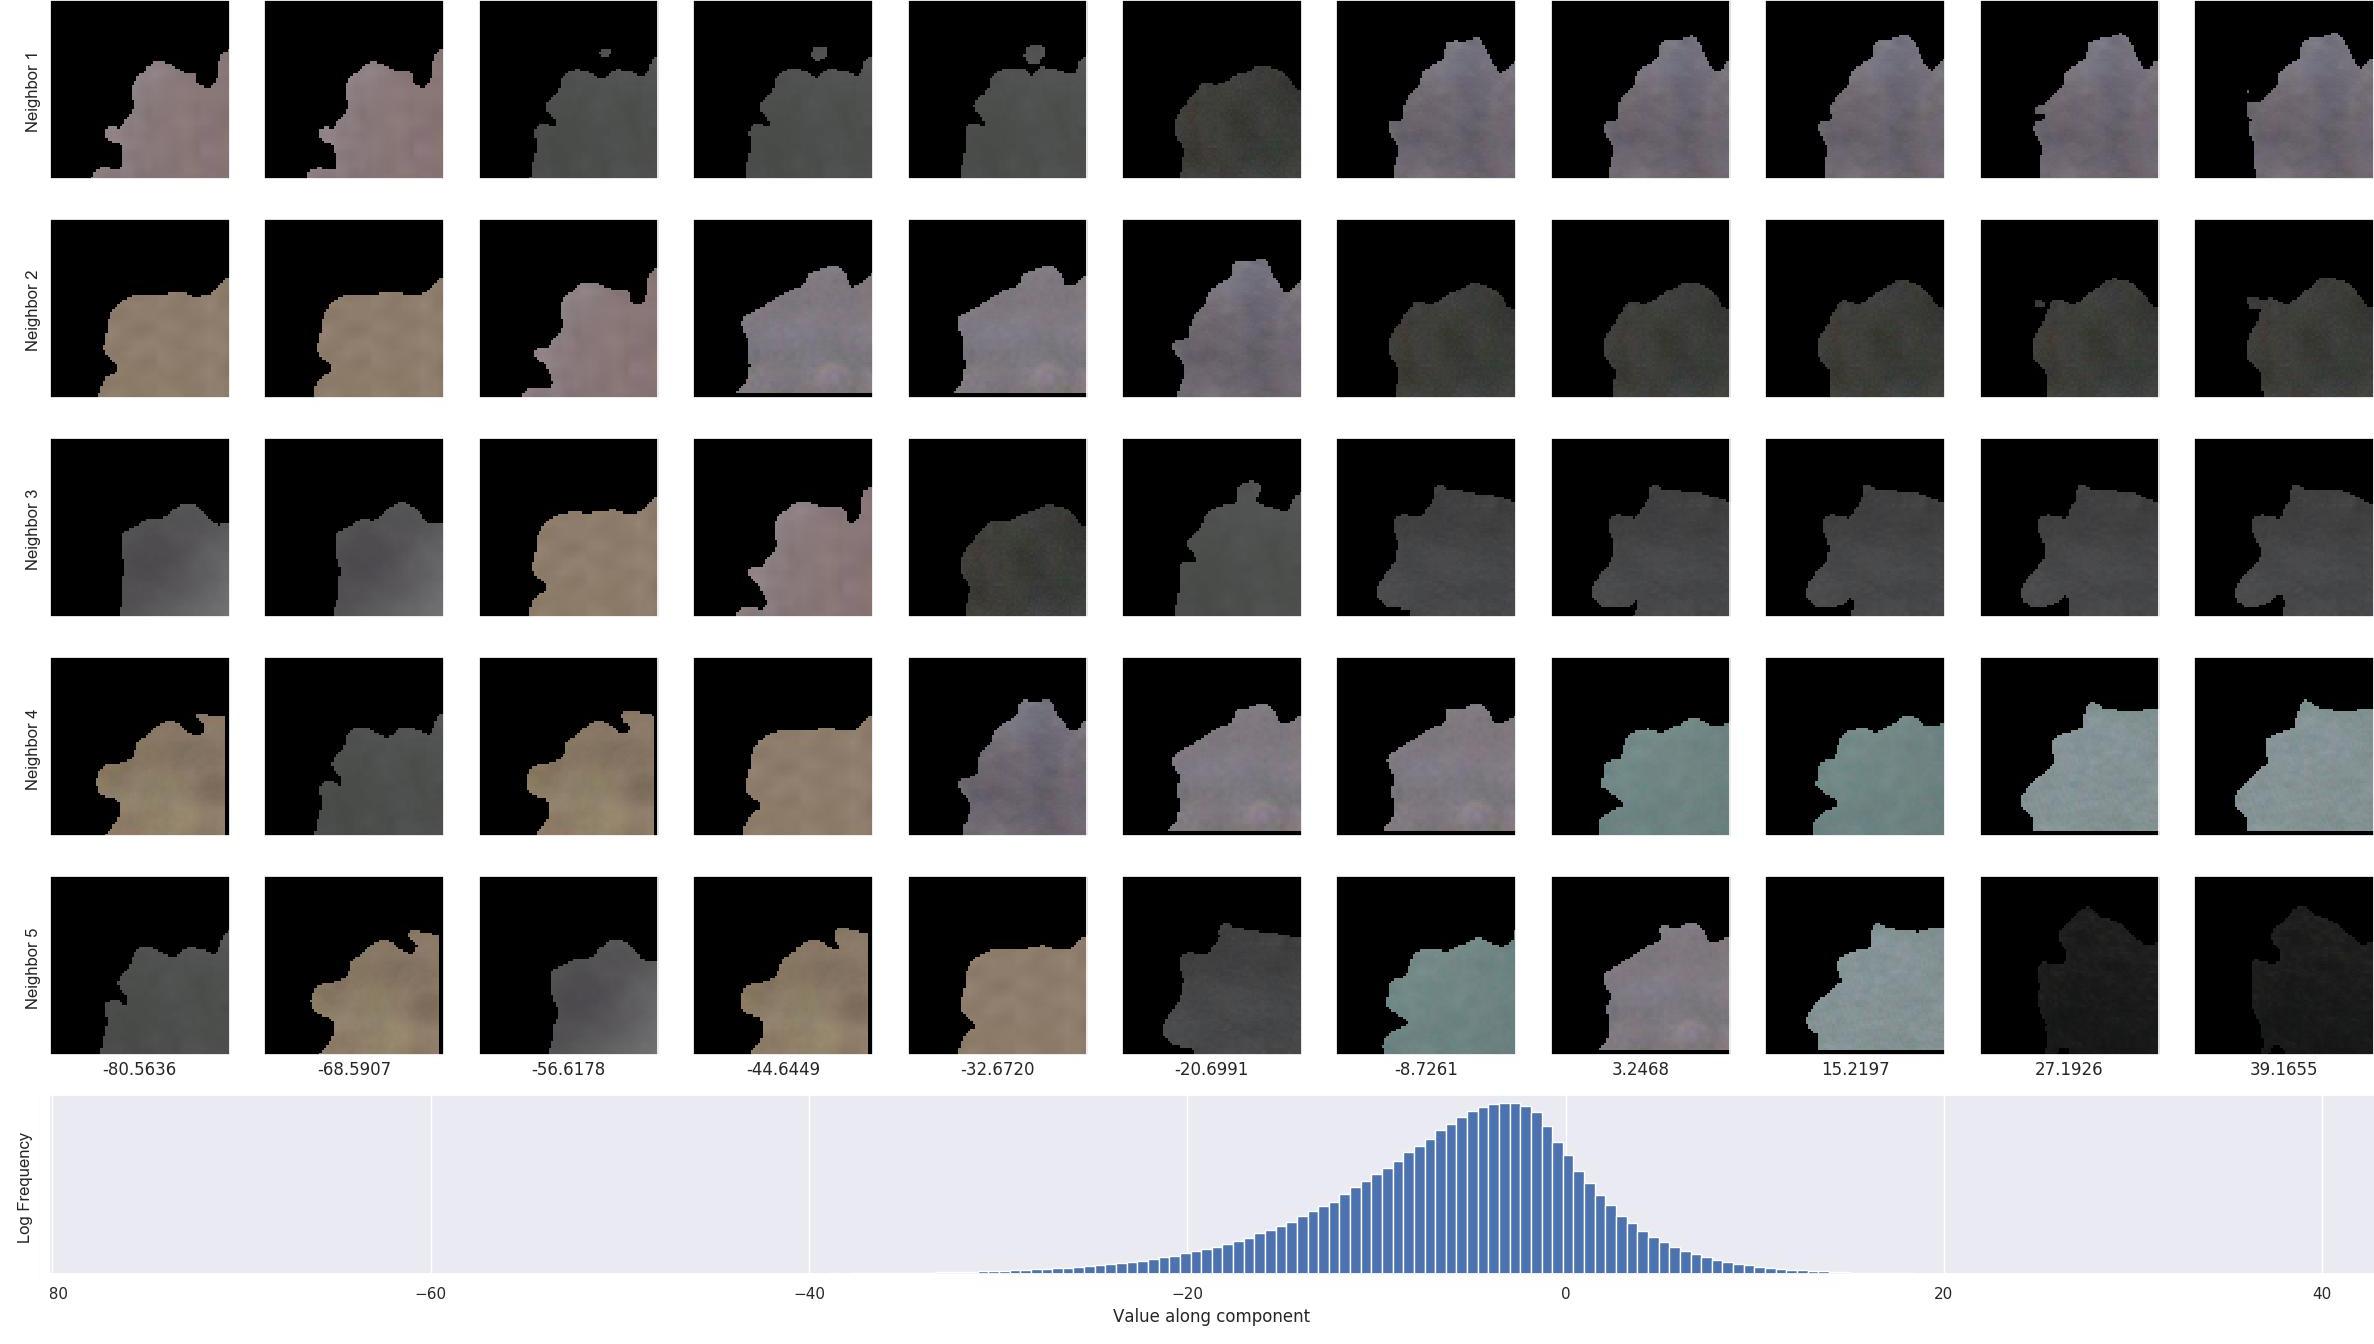 Neighbor 1
Neighbor 2
Neighbor 3
Neighbor 4
Neighbor 5
-80.5636 -68.5907 -56.6178 -44.6449 -32.6720 -20.6991 -8.7261 3.2468 15.2197 27.1926 39.1655
Log Frequency
80 −60 −40 −20 0 20 40
Value along component